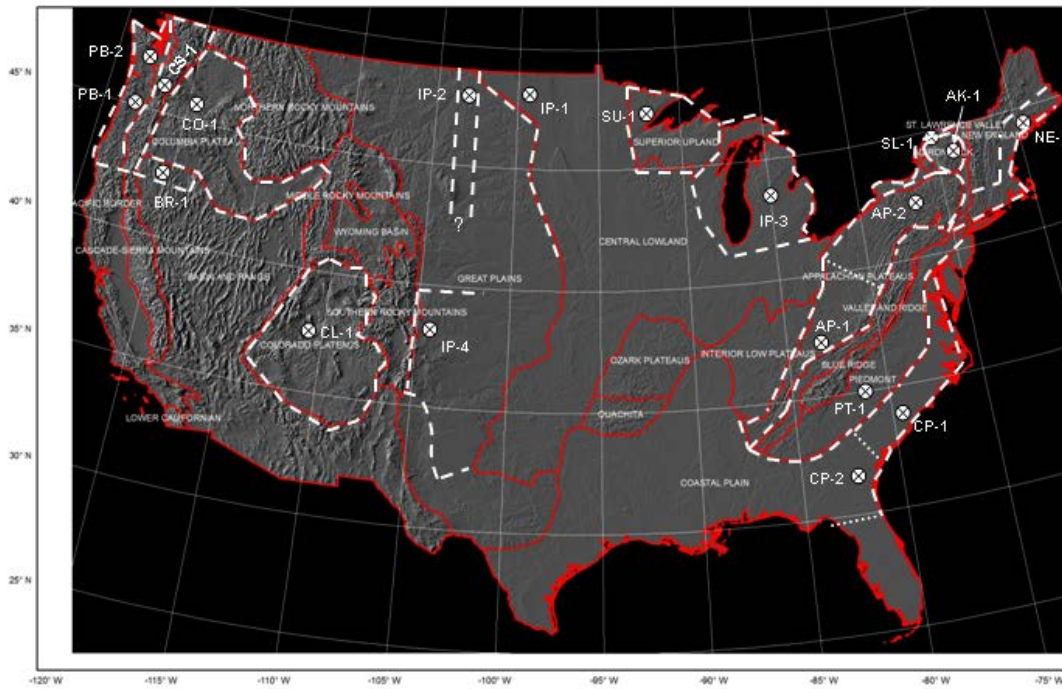 45° N
40° N
35° N
30° N
25° N
PB-2
PB-1
CS-1
CO-1
NORTHERN ROCKY MOUNTAINS
COLUMBIA PLATEAU
BR-1
PACIFIC BORDER
MIDDLE ROCKY MOUNTAINS
WYOMING BASIN
CASCADE-SIERRA MOUNTAINS
BASIN AND RANGE
GREAT PLAINS
SOUTHERN ROCKY MOUNTAINS
CL-1
COLORADO PLATEAUS
IP-4
LOWER CALIFORNIAN
IP-2
IP-1
?
SU-1
SUPERIOR UPLAND
IP-3
CENTRAL LOWLAND
AK-1
ST. LAWRENCE VALLEY
NEW ENGLAND
SL-1
NE-
AP-2
APPALACHIAN PLATEAUS
VALLEY AND RIDGE
AP-1
INTERIOR LOW PLATEAUS
OZARK PLATEAUS
BLUE RIDGE
PIEDMONT
OUACHITA
PT-1
CP-1
CP-2
COASTAL PLAIN
-120° W
-115° W
-110° W
-105° W
-100° W
-95° W
-90° W
-85° W
-80° W
-75° W